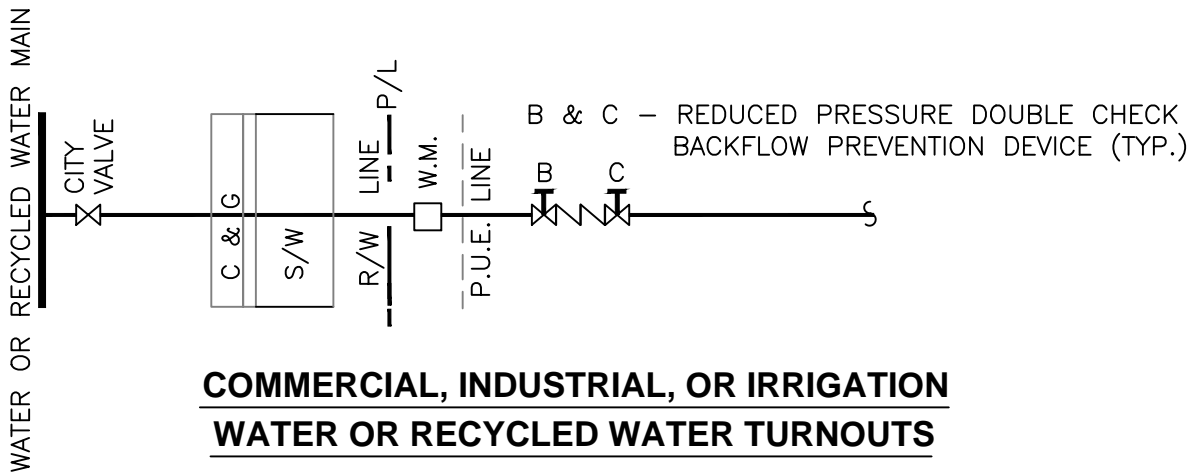 WATER OR RECYCLED WATER MAIN
CITY
VALVE
C & G
S/W
R/W LINE P/L
W.M.
P.U.E. LINE
B & C – REDUCED PRESSURE DOUBLE CHECK
BACKFLOW PREVENTION DEVICE (TYP.)
B
C
COMMERCIAL, INDUSTRIAL, OR IRRIGATION
WATER OR RECYCLED WATER TURNOUTS